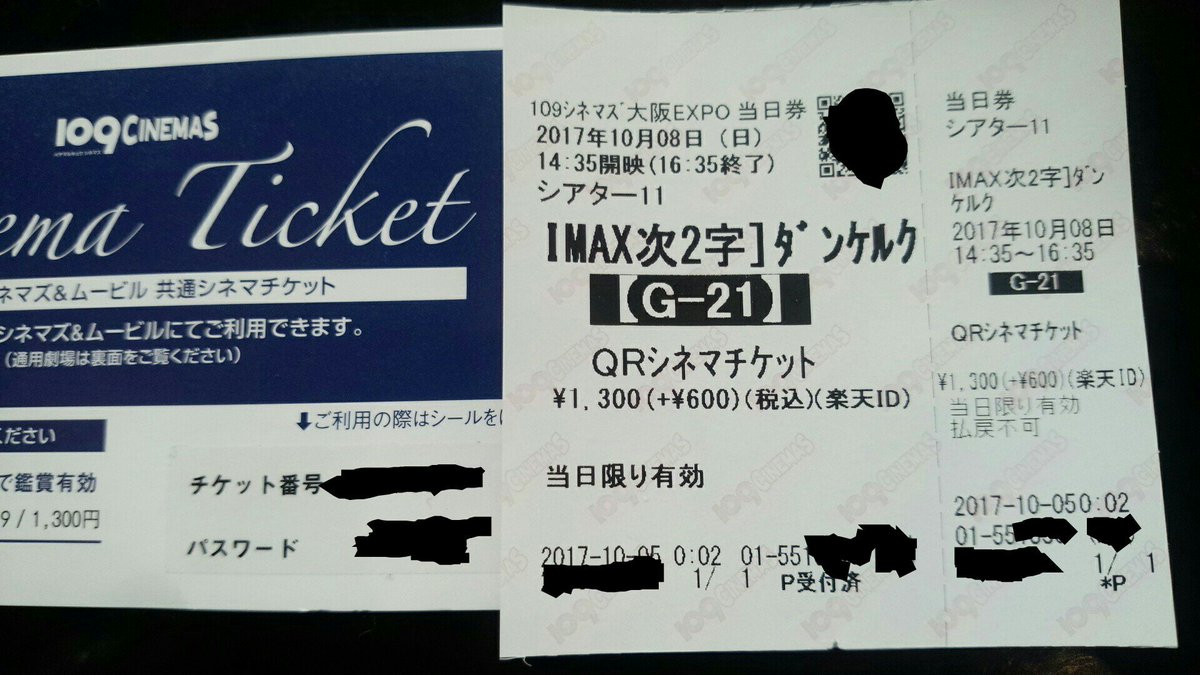 109CINEMAS
ema Ticket
ネマズ&ムービル 共通シネマチケット
シネマズ&ムービルにてご利用できます。
(通用劇場は裏面をご覧ください)
ください
⬇ご利用の際はシールを
で鑑賞有効
9 / 1,300円
チケット番号
パスワード
109シネマズ大阪EXPO 当日券
2017年10月08日 (日)
14:35開映(16:35終了)
シアター11
IMAX次2字]ダンケルク
【G-21】
QRシネマチケット
¥1,300(+¥600)(税込)(楽天ID)
当日限り有効
2017-10-05 0:02 01-551
1/ 1 P受付済
当日券
シアター11
IMAX次2字]ダン
ケルク
2017年10月08日
14:35~16:35
G-21
QRシネマチケット
¥1,300(+¥600)(楽天ID)
当日限り有効
払戻不可
2017-10-050:02
01-55
1/ 1
*P